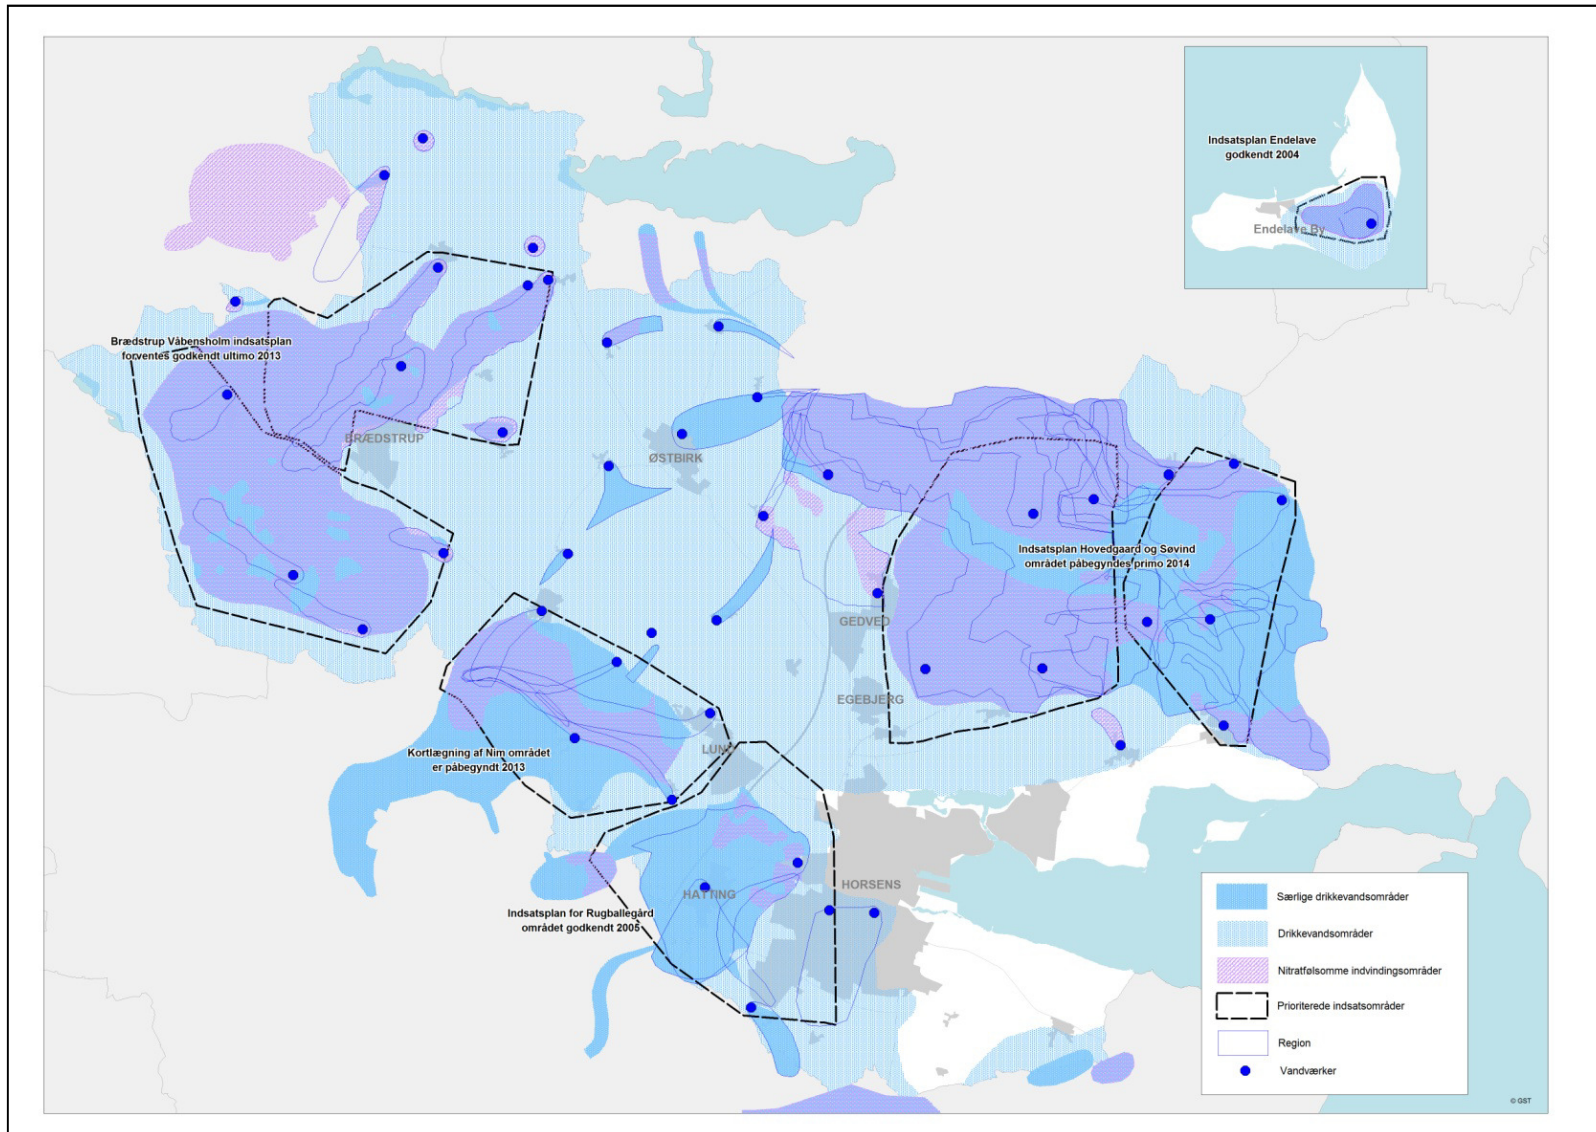 Indsatsplan Endelave
godkendt 2004
Endelave By
Brædstrup Våbensholm indsatsplan
forventes godkendt ultimo 2013
BRÆDSTRUP
ØSTBIRK
Indsatsplan Hovedgaard og Søvind
området påbegyndes primo 2014
GEDVED
EGEBJERG
LUND
Kortlægning af Nim området
er påbegyndt 2013
HATTING
HORSENS
Indsatsplan for Rugballegård
området godkendt 2005
Særlige drikkevandsområder
Drikkevandsområder
Nitratfølsomme indvindingsområder
Prioriterede indsatsområder
Region
Vandværker
© GST